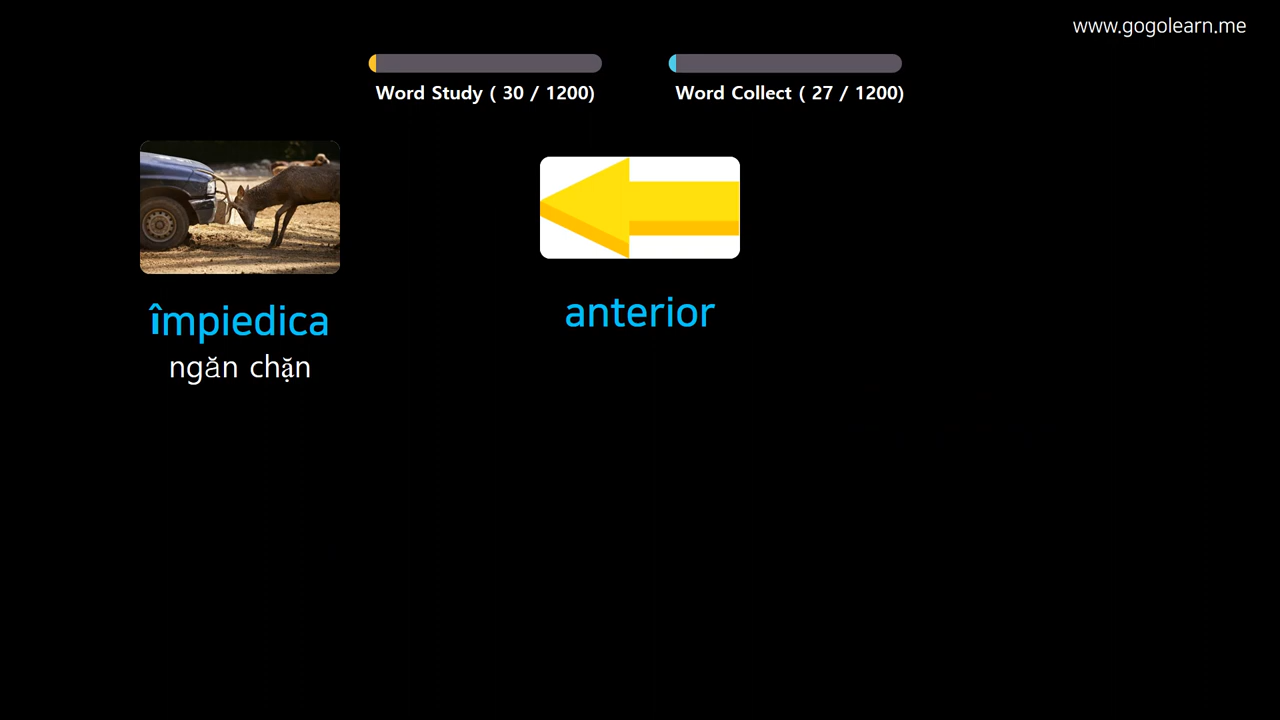 www.gogolearn.me
Word Study ( 30 / 1200)
Word Collect ( 27 / 1200)
împiedica
ngăn chặn
anterior